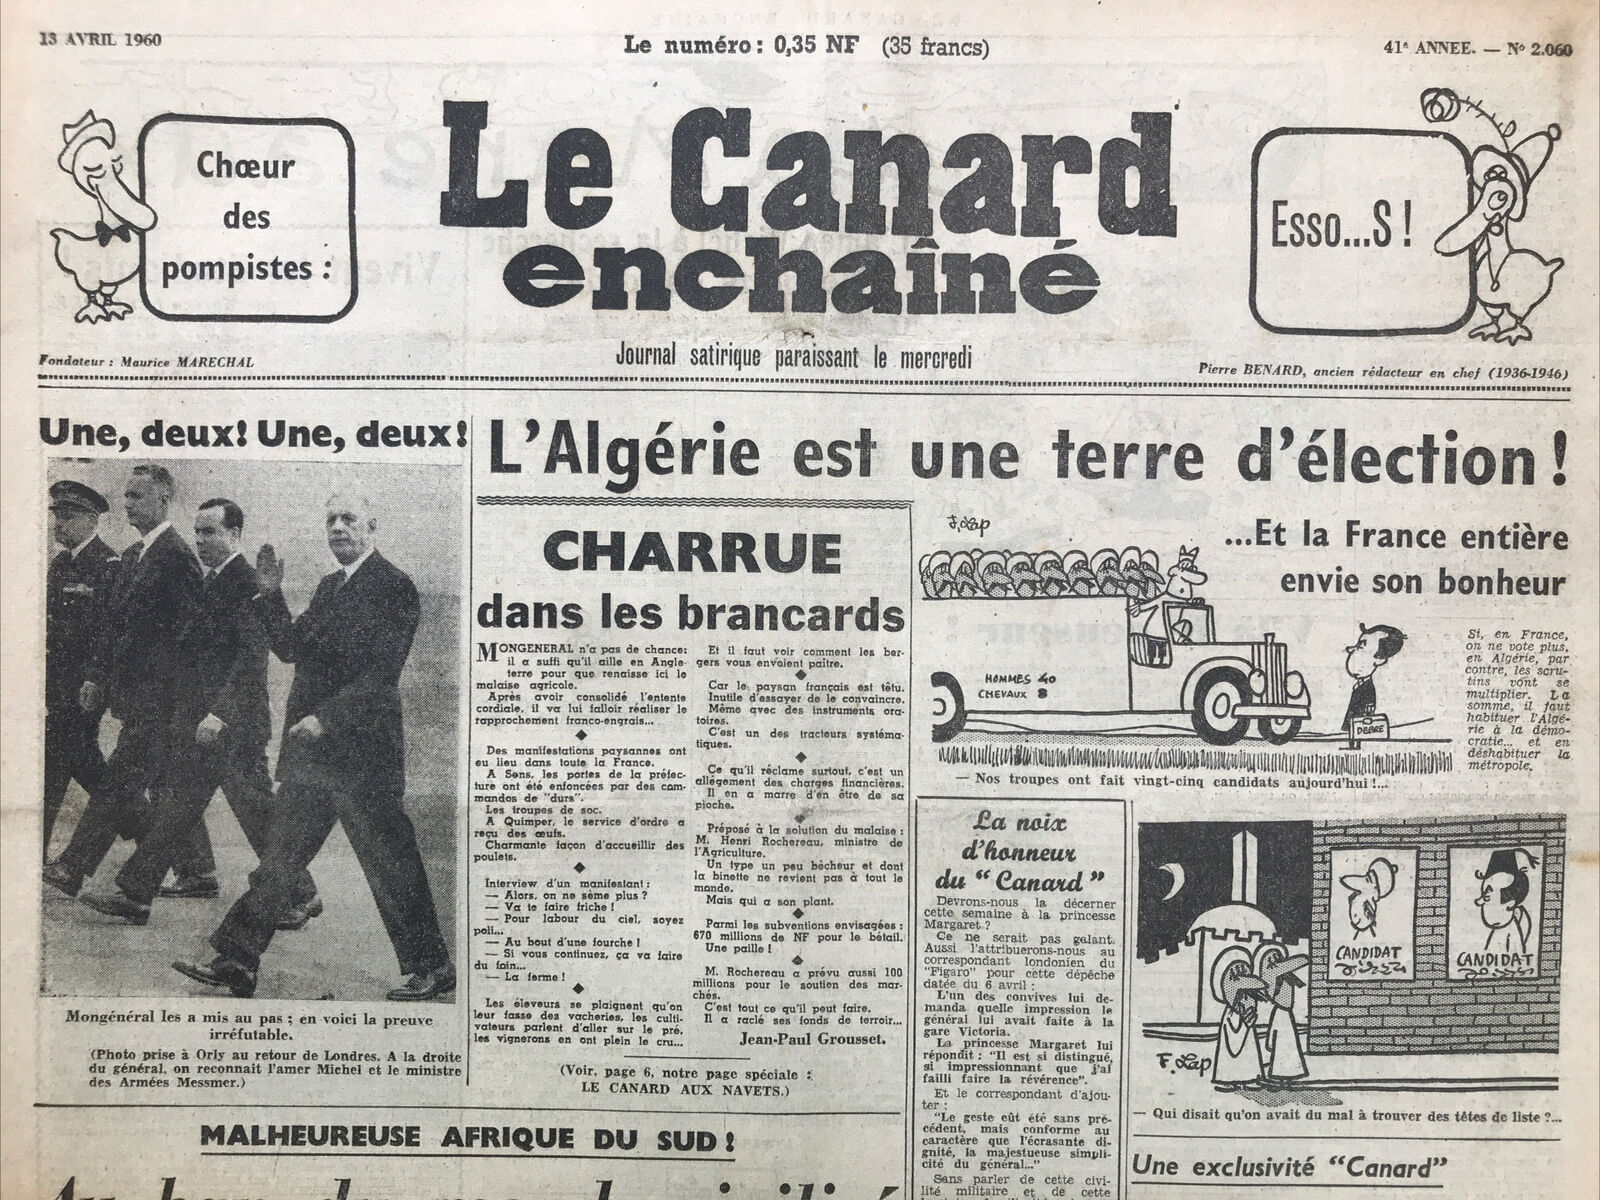 13 AVRIL 1960
Le numéro : 0,35 NF (35 francs)
41e ANNEE. — No 2.060
Chœur
des
pompistes :
Le Canard
enchaîné
Esso...S !
Fondateur : Maurice MARECHAL
Journal satirique paraissant le mercredi
Pierre BENARD, ancien rédacteur en chef (1936-1946)
Une, deux! Une, deux!
Mongénéral les a mis au pas ; en voici la preuve
irréfutable.
(Photo prise à Orly au retour de Londres. A la droite
du général, on reconnait l'amer Michel et le ministre
des Armées Messmer.)
L'Algérie est une terre d'élection !
CHARRUE
dans les brancards
MONGENERAL n'a pas de chance:
il a suffi qu'il aille en Angle-
terre pour que renaisse ici le
malaise agricole.
Après avoir consolidé l'entente
cordiale, il va lui falloir réaliser le
rapprochement franco-engrais...
Des manifestations paysannes ont
eu lieu dans toute la France.
A Sens, les portes de la préfec-
ture ont été enfoncées par des com-
mandos de "durs".
Les troupes de soc.
A Quimper, le service d'ordre a
reçu des œufs.
Charmante façon d'accueillir des
poulets.
Interview d'un manifestant :
— Alors, on ne sème plus ?
— Va te faire friche !
— Pour labour du ciel, soyez
poli...
— Au bout d'une fourche !
— Si vous continuez, ça va faire
du foin...
— La ferme !
Les éleveurs se plaignent qu'on
leur fasse des vacheries, les culti-
vateurs parlent d'aller sur le pré,
les vignerons en ont plein le cru...
Et il faut voir comment les ber-
gers vous envoient paître.
Car le paysan français est têtu.
Inutile d'essayer de le convaincre.
Même avec des instruments ora-
toires.
C'est un des tracteurs systéma-
tiques.
Ce qu'il réclame surtout, c'est un
allégement des charges financières.
Il en a marre d'en être de sa
pioche.
Préposé à la solution du malaise :
M. Henri Rochereau, ministre de
l'Agriculture.
Un type un peu bêcheur et dont
la binette ne revient pas à tout le
monde.
Mais qui a son plant.
Parmi les subventions envisagées :
670 millions de NF pour le bétail.
Une paille !
M. Rochereau a prévu aussi 100
millions pour le soutien des mar-
chés.
C'est tout ce qu'il peut faire.
Il a raclé ses fonds de terroir...
Jean-Paul Grousset.
(Voir, page 6, notre page spéciale :
LE CANARD AUX NAVETS.)
F. Lap
...Et la France entière
envie son bonheur
HOMMES 40
CHEVAUX 8
DEBRE
Si, en France,
on ne vote plus,
en Algérie, par
contre, les scru-
tins vont se
multiplier. La
somme, il faut
habituer l'Algé-
rie à la démo-
cratie... et en
déshabituer la
métropole.
— Nos troupes ont fait vingt-cinq candidats aujourd'hui !...
La noix
d'honneur
du " Canard "
Devrons-nous la décerner
cette semaine à la princesse
Margaret ?
Ce ne serait pas galant.
Aussi l'attribuerons-nous au
correspondant londonien du
"Figaro" pour cette dépêche
datée du 6 avril :
L'un des convives lui de-
manda quelle impression le
général lui avait faite à la
gare Victoria.
La princesse Margaret lui
répondit : "Il est si distingué,
si impressionnant que j'ai
failli faire la révérence".
Et le correspondant d'ajou-
ter :
"Le geste eût été sans pré-
cédent, mais conforme au
caractère que l'écrasante di-
gnité, la majestueuse simpli-
cité du général..."
Sans parler de cette civi-
lité militaire et de cette
CANDIDAT
CANDIDAT
F. Lap
— Qui disait qu'on avait du mal à trouver des têtes de liste ?...
Une exclusivité "Canard"
MALHEUREUSE AFRIQUE DU SUD !